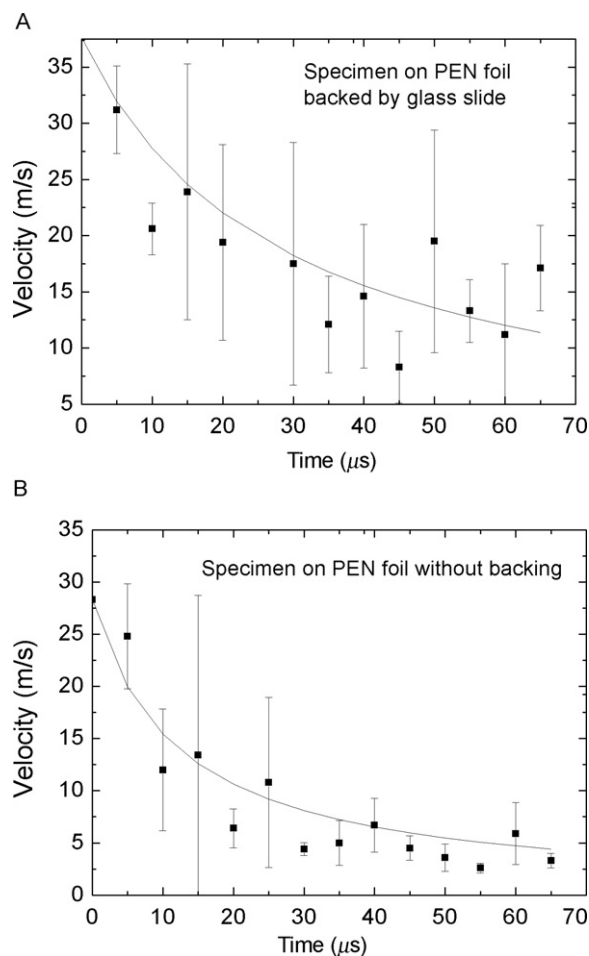 A
35
30
25
20
15
10
5
Velocity (m/s)
Specimen on PEN foil
backed by glass slide
0 10 20 30 40 50 60 70
Time (μs)
B
35
30
25
20
15
10
5
0
Velocity (m/s)
Specimen on PEN foil without backing
0 10 20 30 40 50 60 70
Time (μs)